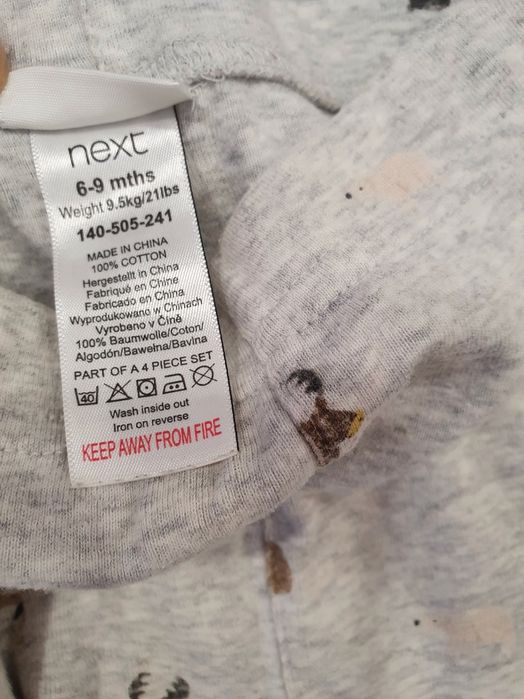 next
6-9 mths
Weight 9.5kg/21lbs
140-505-241
MADE IN CHINA
100% COTTON
Hergestellt in China
Fabriqué en Chine
Fabricado en China
Wyprodukowano w Chinach
Vyrobeno v Číně
100% Baumwolle/Coton/
Algodón/Bawełna/Bavlna
PART OF A 4 PIECE SET
40
Wash inside out
Iron on reverse
KEEP AWAY FROM FIRE